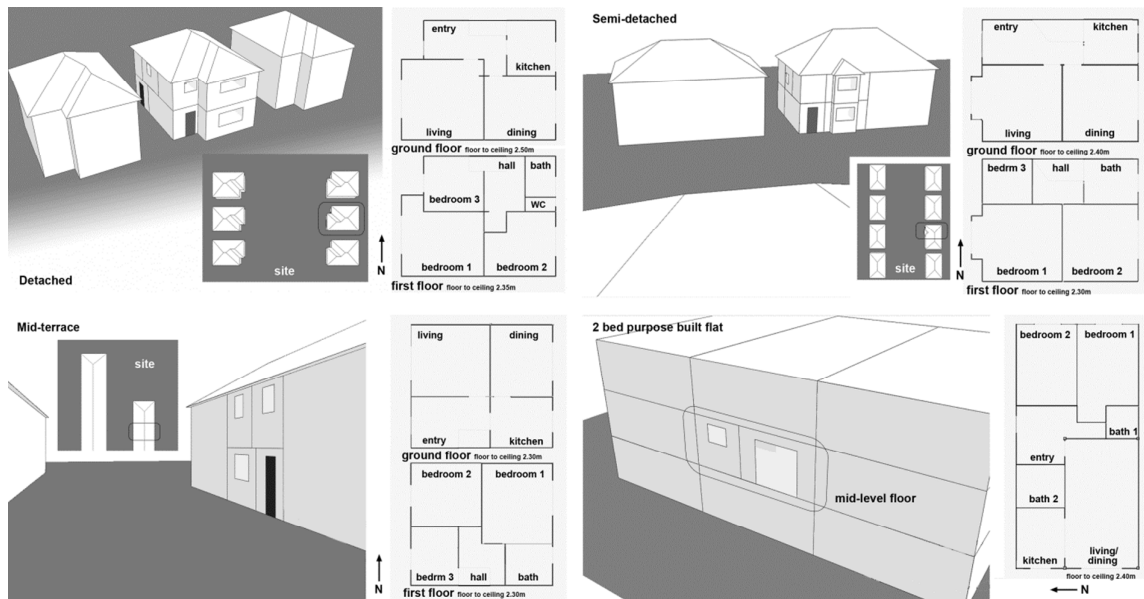 Detached
site
N
entry
kitchen
living
dining
ground floor floor to ceiling 2.50m
hall
bath
bedroom 3
WC
bedroom 1
bedroom 2
first floor floor to ceiling 2.35m
Semi-detached
site
N
entry
kitchen
living
dining
ground floor floor to ceiling 2.40m
bedrm 3
hall
bath
bedroom 1
bedroom 2
first floor floor to ceiling 2.30m
Mid-terrace
site
N
living
dining
entry
kitchen
ground floor floor to ceiling 2.30m
bedroom 2
bedroom 1
bedrm 3
hall
bath
first floor floor to ceiling 2.30m
2 bed purpose built flat
mid-level floor
bedroom 2
bedroom 1
bath 1
entry
bath 2
kitchen
living/
dining
floor to ceiling 2.40m
N